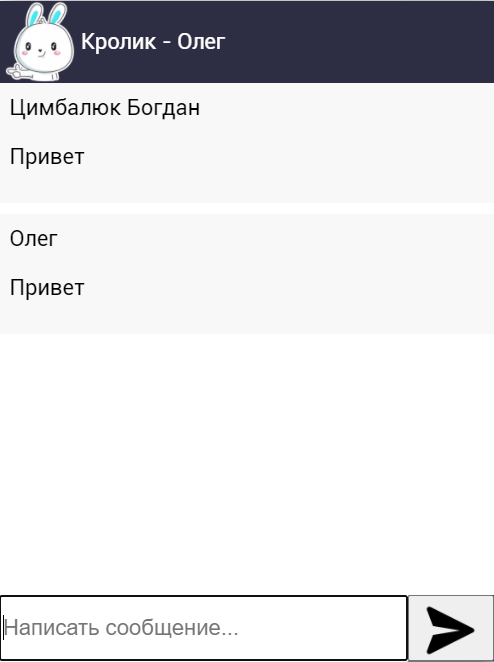 Кролик - Олег
Цимбалюк Богдан
Привет
Олег
Привет
Написать сообщение...